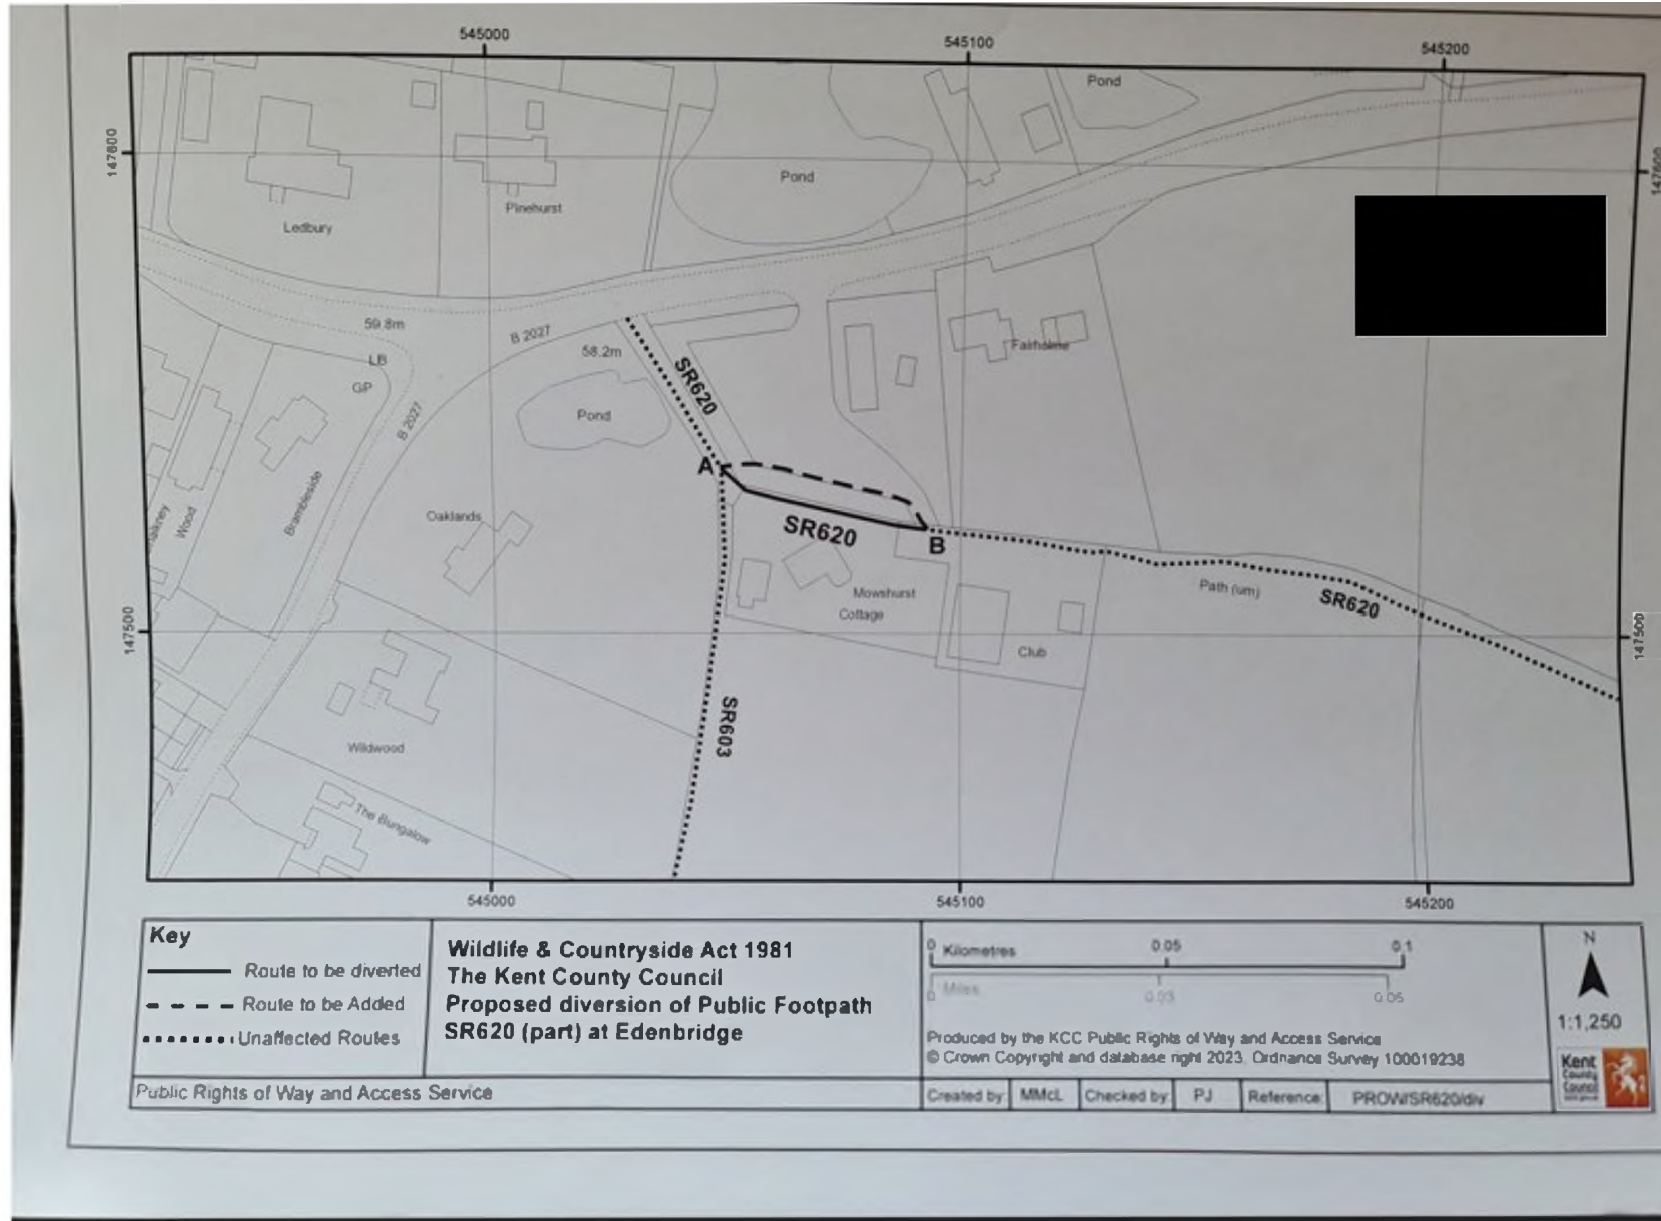 545000
545100
545200
147600
147600
Pond
Pond
Ledbury
Pinehurst
59.8m
B 2027
58.2m
LB
GP
B 2027
Pond
SR620
Fairholme
A
SR620
B
Oaklands
Brambleside
Wood
Mowshurst
Cottage
Path (um)
SR620
147500
147500
Club
SR603
Wildwood
The Bungalow
545000
545100
545200
Key
Route to be diverted
Route to be Added
Unaffected Routes
Wildlife & Countryside Act 1981
The Kent County Council
Proposed diversion of Public Footpath
SR620 (part) at Edenbridge
0 Kilometres 0.05 0.1
0 Miles 0.03 0.05
Produced by the KCC Public Rights of Way and Access Service
© Crown Copyright and database right 2023. Ordnance Survey 100019238
N
1:1,250
Kent
County
Council
Public Rights of Way and Access Service
Created by: MMcL Checked by: PJ Reference: PROW/SR620/div